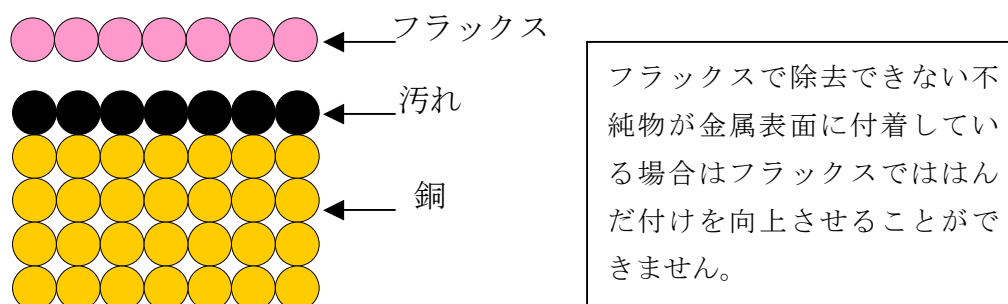 フラックス
汚れ
銅
フラックスで除去できない不
純物が金属表面に付着してい
る場合はフラックスでははん
だ付けを向上させることがで
きません。